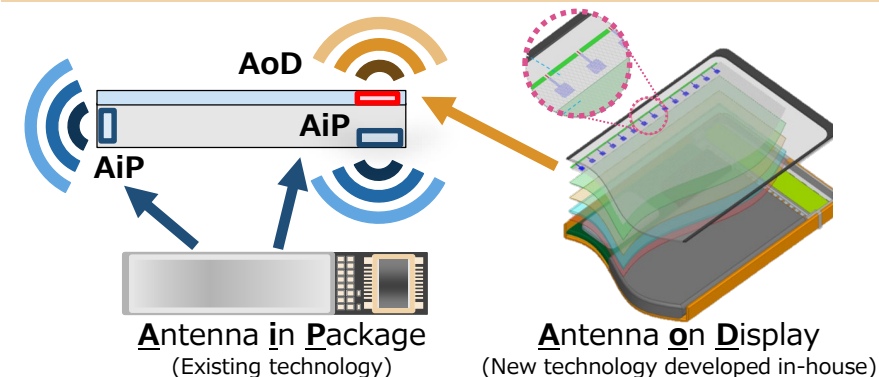 AoD
AiP
AiP
Antenna in Package
(Existing technology)
Antenna on Display
(New technology developed in-house)